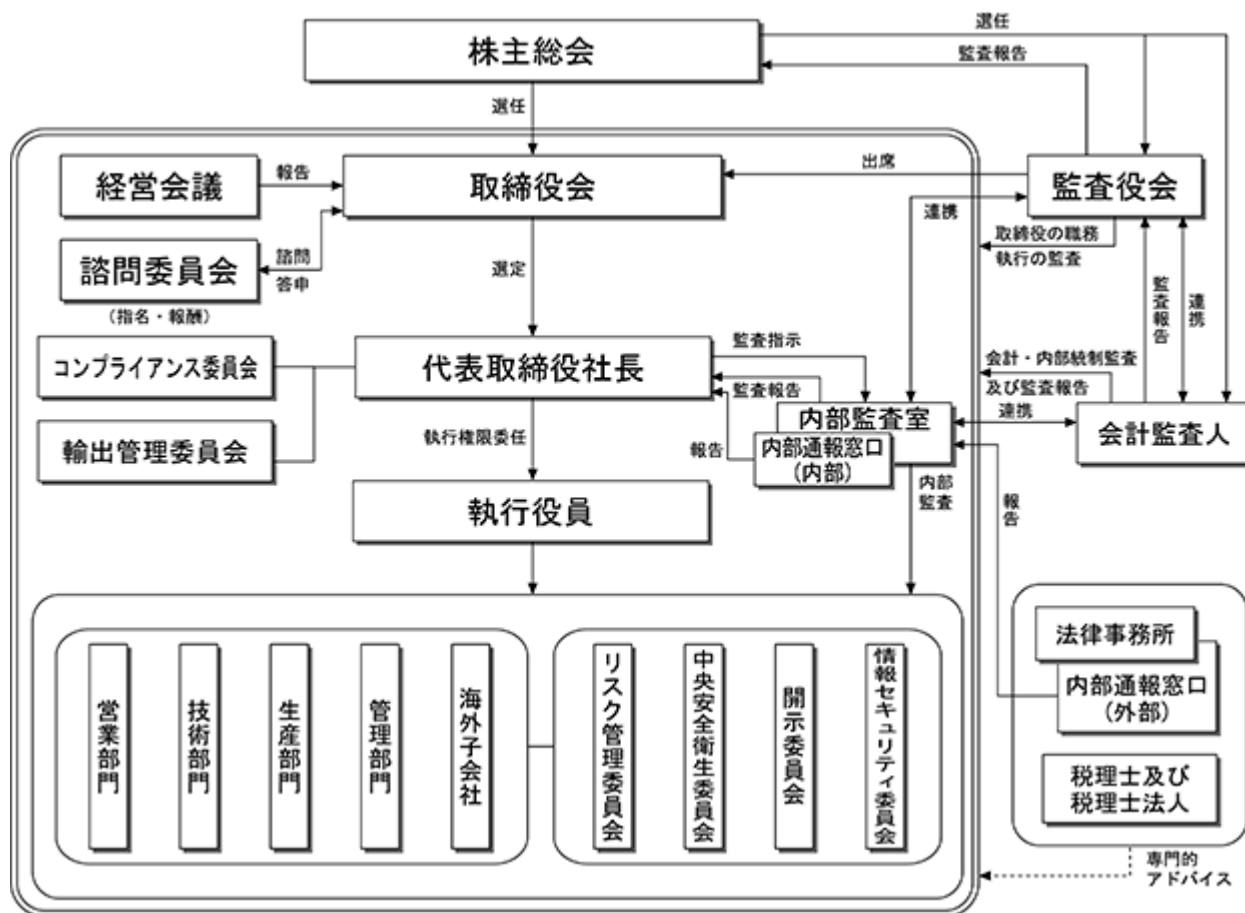 選任
株主総会
監査報告
選任
経営会議
報告
取締役会
出席
監査役会
連携
諮問委員会
諮問
答申
(指名・報酬)
選定
取締役の職務
執行の監査
監査報告
連携
コンプライアンス委員会
代表取締役社長
監査指示
監査報告
会計・内部統制監査
及び監査報告
連携
内部監査室
会計監査人
輸出管理委員会
執行権限委任
報告
内部通報窓口
(内部)
内部
監査
執行役員
報告
法律事務所
内部通報窓口
(外部)
税理士及び
税理士法人
営業部門
技術部門
生産部門
管理部門
海外子会社
リスク管理委員会
中央安全衛生委員会
開示委員会
情報セキュリティ委員会
専門的
アドバイス